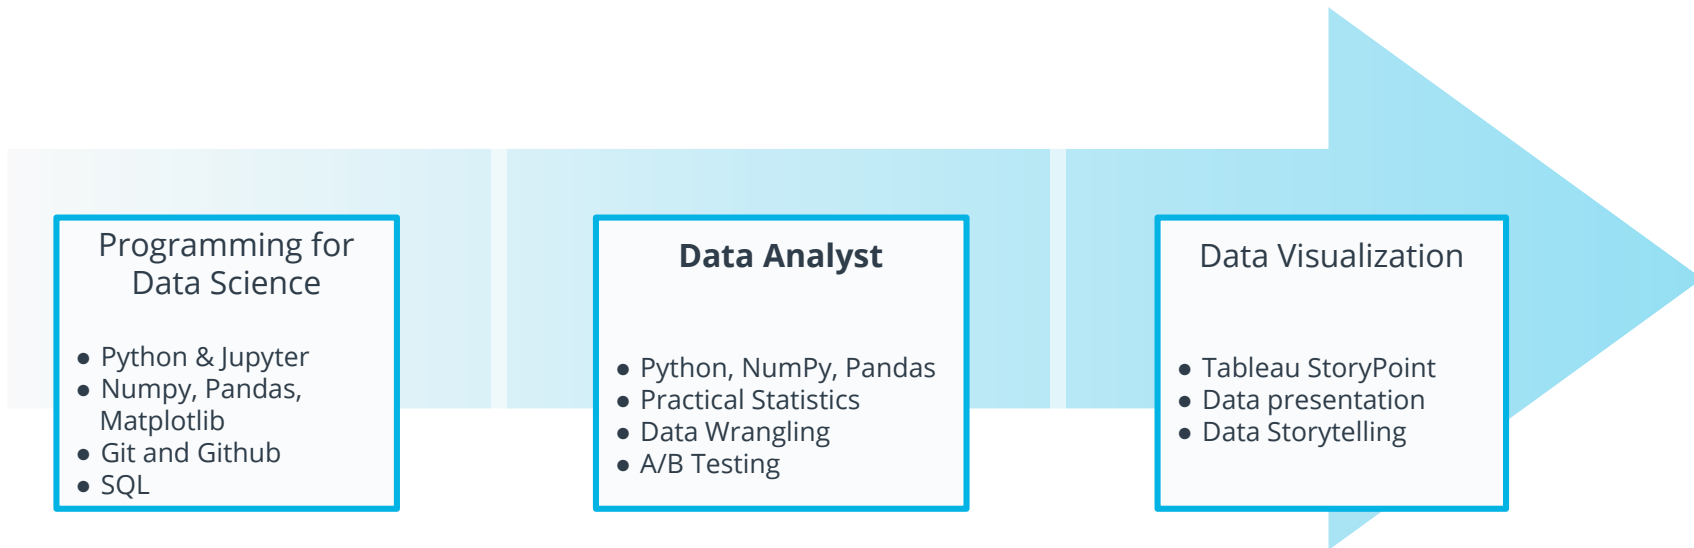 Programming for
Data Science
● Python & Jupyter
● Numpy, Pandas,
Matplotlib
● Git and Github
● SQL
Data Analyst
● Python, NumPy, Pandas
● Practical Statistics
● Data Wrangling
● A/B Testing
Data Visualization
● Tableau StoryPoint
● Data presentation
● Data Storytelling